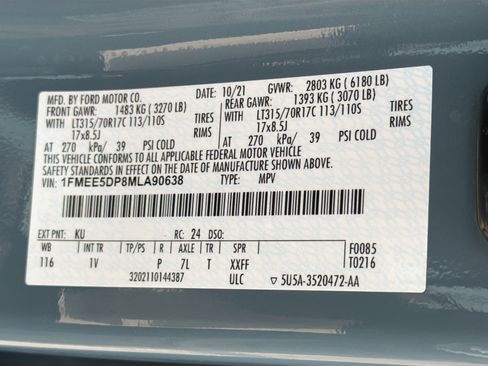 MFD. BY FORD MOTOR CO.
DATE: 10/21 GVWR: 2803 KG ( 6180 LB)
FRONT GAWR: 1483 KG ( 3270 LB) REAR GAWR: 1393 KG ( 3070 LB)
WITH LT315/70R17C 113/110S TIRES WITH LT315/70R17C 113/110S TIRES
17x8.5J RIMS 17x8.5J RIMS
AT 270 kPa/ 39 PSI COLD AT 270 kPa/ 39 PSI COLD
THIS VEHICLE CONFORMS TO ALL APPLICABLE FEDERAL MOTOR VEHICLE
SAFETY STANDARDS IN EFFECT ON THE DATE OF MANUFACTURE SHOWN ABOVE.
VIN: 1FMEE5DP8MLA90638 TYPE: MPV
EXT PNT: KU RC: 24 DSO: F0085
WB INT TR TP/PS R AXLE TR SPR T0216
116 1V P 7L T XXFF
3202110144387 ULC ▽ 5U5A-3520472-AA